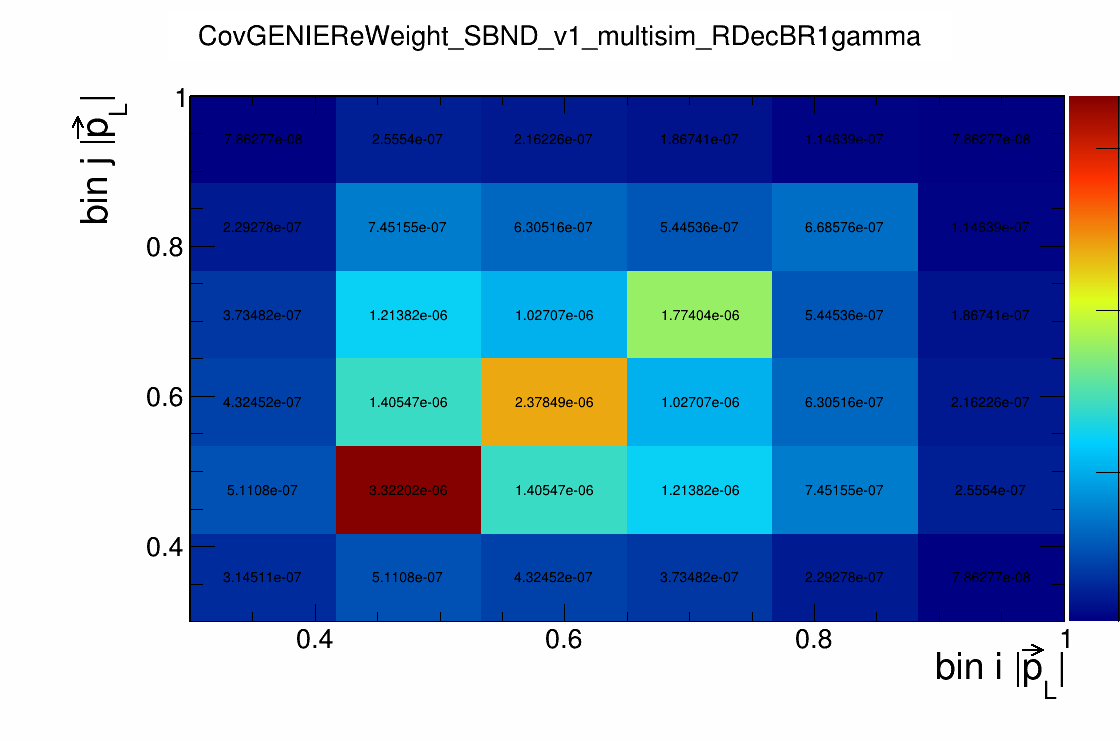 CovGENIEReWeight_SBND_v1_multisim_RDecBR1gamma
bin j |p⃗_L|
1
7.86277e-08 2.5554e-07 2.16226e-07 1.86741e-07 1.14839e-07 7.86277e-08
2.29278e-07 7.45155e-07 6.30516e-07 5.44536e-07 6.68576e-07 1.14839e-07
0.8
3.73482e-07 1.21382e-06 1.02707e-06 1.77404e-06 5.44536e-07 1.86741e-07
0.6
4.32452e-07 1.40547e-06 2.37849e-06 1.02707e-06 6.30516e-07 2.16226e-07
5.1108e-07 3.32202e-06 1.40547e-06 1.21382e-06 7.45155e-07 2.5554e-07
0.4
3.14511e-07 5.1108e-07 4.32452e-07 3.73482e-07 2.29278e-07 7.86277e-08
0.4 0.6 0.8 1
bin i |p⃗_L|